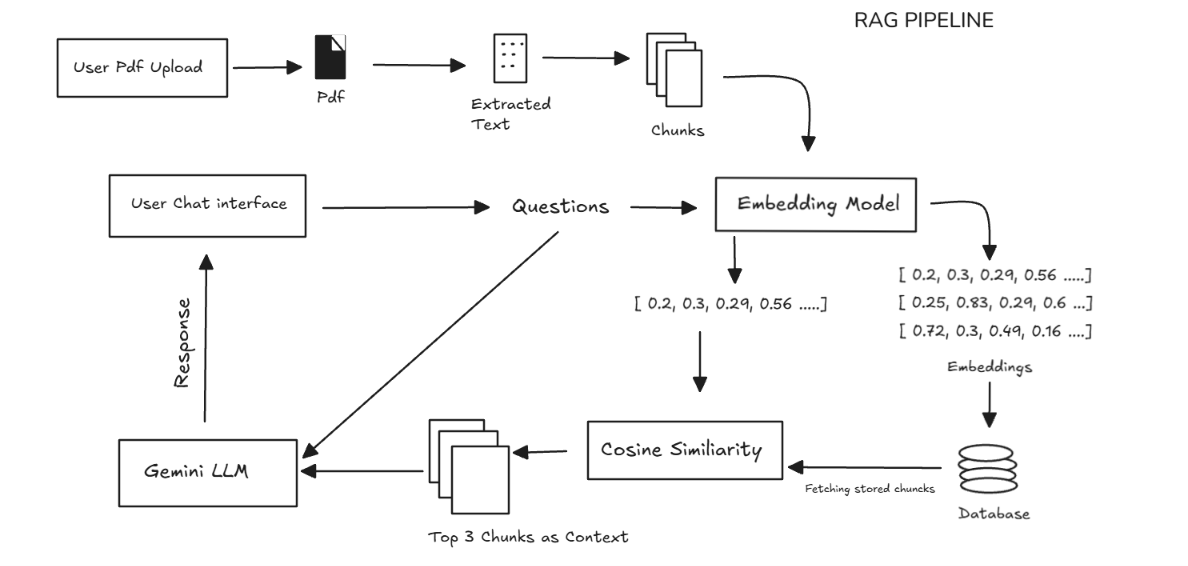 RAG PIPELINE
User Pdf Upload
Pdf
Extracted
Text
Chunks
User Chat interface
Questions
Embedding Model
[ 0.2, 0.3, 0.29, 0.56 .....]
[ 0.25, 0.83, 0.29, 0.6 ...]
[ 0.72, 0.3, 0.49, 0.16 ....]
Embeddings
[ 0.2, 0.3, 0.29, 0.56 .....]
Response
Gemini LLM
Top 3 Chunks as Context
Cosine Similiarity
Fetching stored chuncks
Database